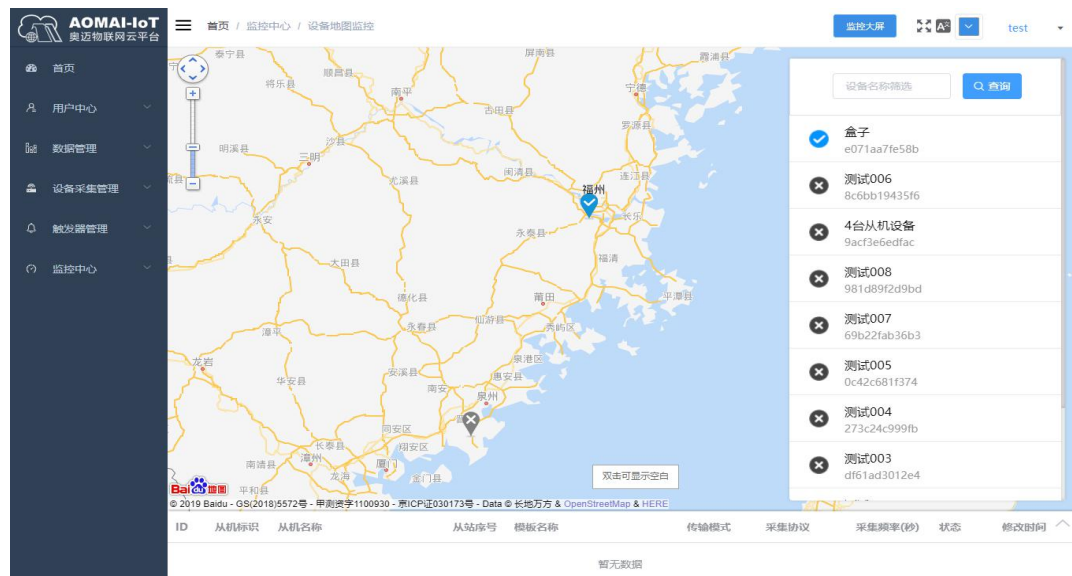 AOMAI-IoT
奥迈物联网云平台
首页 / 监控中心 / 设备地图监控
监控大屏
test
首页
用户中心
数据管理
设备采集管理
触发器管理
监控中心
泰宁县
顺昌县
屏南县
霞浦县
将乐县
南平
宁德
古田县
罗源县
明溪县
沙县
三明
尤溪县
闽清县
连江县
福州
长乐
永安
永泰县
大田县
福清
德化县
莆田
平潭县
仙游县
漳平
永春县
秀屿区
龙岩
泉港区
华安县
安溪县
惠安县
南安
泉州
同安区
长泰县
翔安区
南靖县
漳州
厦门
龙海
金门县
平和县
双击可显示空白
Bai地图
© 2019 Baidu - GS(2018)5572号 - 甲测资字1100930 - 京ICP证030173号 - Data © 长地万方 & OpenStreetMap & HERE
设备名称筛选
查询
盒子
e071aa7fe58b
测试006
8c6bb19435f6
4台从机设备
9acf3e6edfac
测试008
981d89f2d9bd
测试007
69b22fab36b3
测试005
0c42c681f374
测试004
273c24c999fb
测试003
df61ad3012e4
ID 从机标识 从机名称 从站序号 模板名称 传输模式 采集协议 采集频率(秒) 状态 修改时间
暂无数据